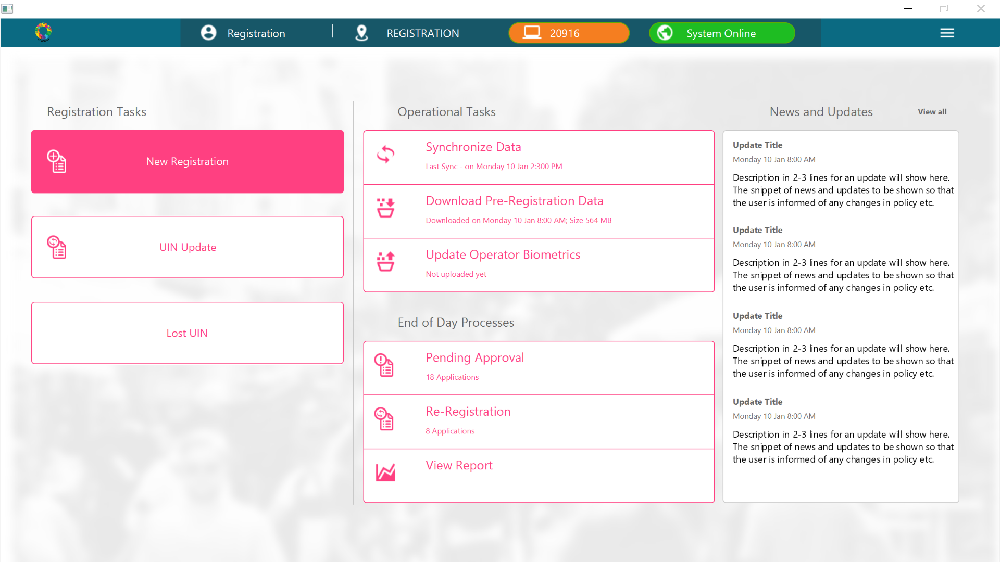 MOSIP
Registration
REGISTRATION
20916
System Online
Registration Tasks
New Registration
UIN Update
Lost UIN
Operational Tasks
Synchronize Data
Last Sync - on Monday 10 Jan 2:300 PM
Download Pre-Registration Data
Downloaded on Monday 10 Jan 8:00 AM; Size 564 MB
Update Operator Biometrics
Not uploaded yet
End of Day Processes
Pending Approval
18 Applications
Re-Registration
8 Applications
View Report
News and Updates
View all
Update Title
Monday 10 Jan 8:00 AM
Description in 2-3 lines for an update will show here.
The snippet of news and updates to be shown so that
the user is informed of any changes in policy etc.
Update Title
Monday 10 Jan 8:00 AM
Description in 2-3 lines for an update will show here.
The snippet of news and updates to be shown so that
the user is informed of any changes in policy etc.
Update Title
Monday 10 Jan 8:00 AM
Description in 2-3 lines for an update will show here.
The snippet of news and updates to be shown so that
the user is informed of any changes in policy etc.
Update Title
Monday 10 Jan 8:00 AM
Description in 2-3 lines for an update will show here.
The snippet of news and updates to be shown so that
the user is informed of any changes in policy etc.